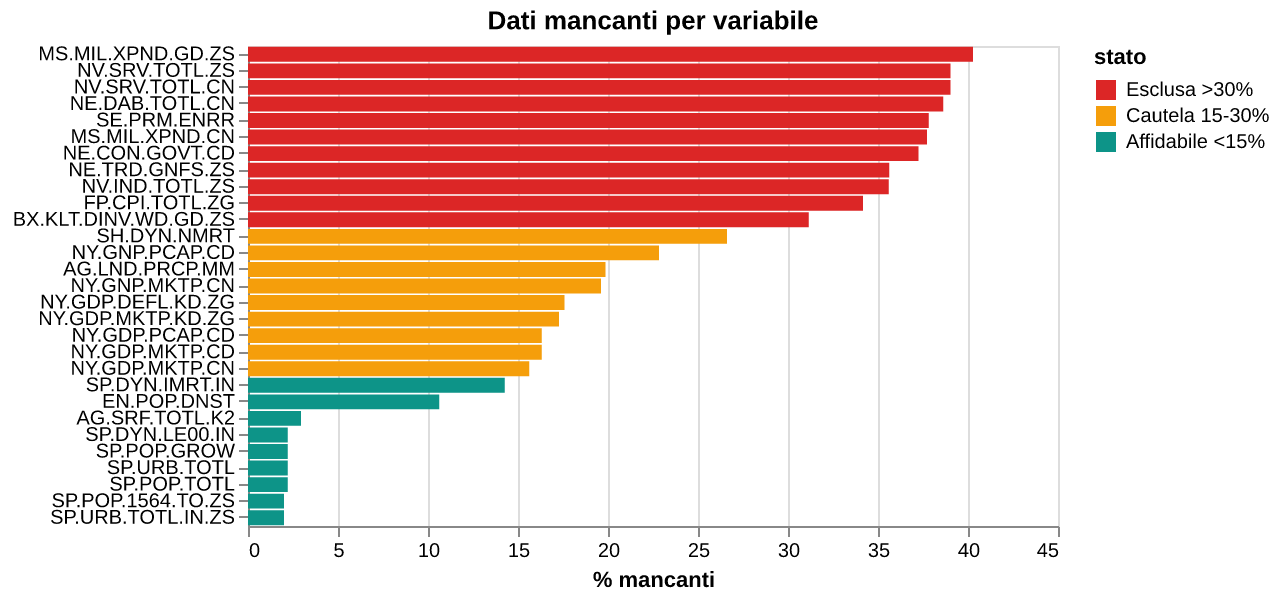 Dati mancanti per variabile
MS.MIL.XPND.GD.ZS
NV.SRV.TOTL.ZS
NV.SRV.TOTL.CN
NE.DAB.TOTL.CN
SE.PRM.ENRR
MS.MIL.XPND.CN
NE.CON.GOVT.CD
NE.TRD.GNFS.ZS
NV.IND.TOTL.ZS
FP.CPI.TOTL.ZG
BX.KLT.DINV.WD.GD.ZS
SH.DYN.NMRT
NY.GNP.PCAP.CD
AG.LND.PRCP.MM
NY.GNP.MKTP.CN
NY.GDP.DEFL.KD.ZG
NY.GDP.MKTP.KD.ZG
NY.GDP.PCAP.CD
NY.GDP.MKTP.CD
NY.GDP.MKTP.CN
SP.DYN.IMRT.IN
EN.POP.DNST
AG.SRF.TOTL.K2
SP.DYN.LE00.IN
SP.POP.GROW
SP.URB.TOTL
SP.POP.TOTL
SP.POP.1564.TO.ZS
SP.URB.TOTL.IN.ZS
0 5 10 15 20 25 30 35 40 45
% mancanti
stato
Esclusa >30%
Cautela 15-30%
Affidabile <15%